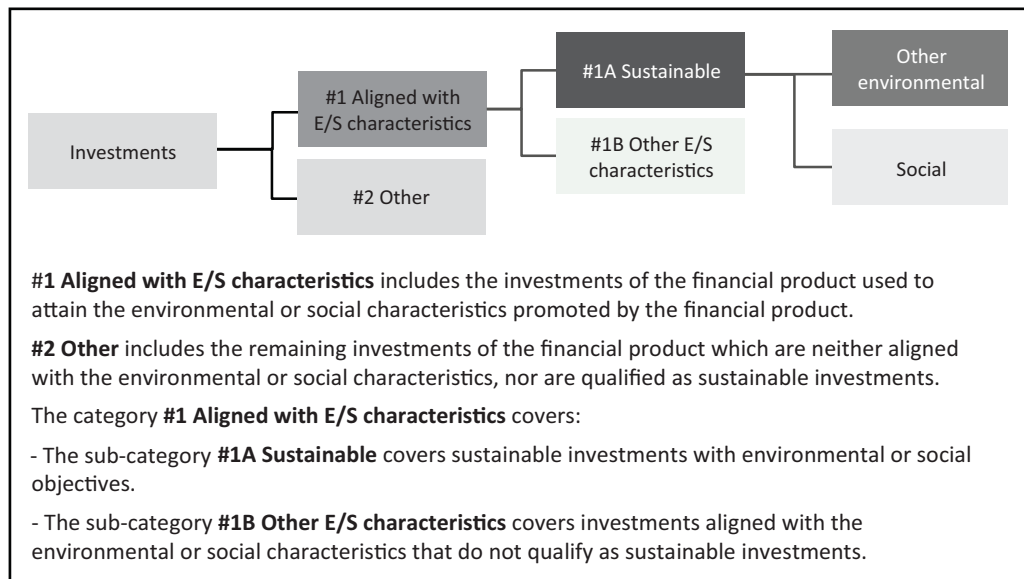 Investments
#1 Aligned with
E/S characteristics
#2 Other
#1A Sustainable
#1B Other E/S
characteristics
Other
environmental
Social
#1 Aligned with E/S characteristics includes the investments of the financial product used to
attain the environmental or social characteristics promoted by the financial product.
#2 Other includes the remaining investments of the financial product which are neither aligned
with the environmental or social characteristics, nor are qualified as sustainable investments.
The category #1 Aligned with E/S characteristics covers:
- The sub-category #1A Sustainable covers sustainable investments with environmental or social
objectives.
- The sub-category #1B Other E/S characteristics covers investments aligned with the
environmental or social characteristics that do not qualify as sustainable investments.